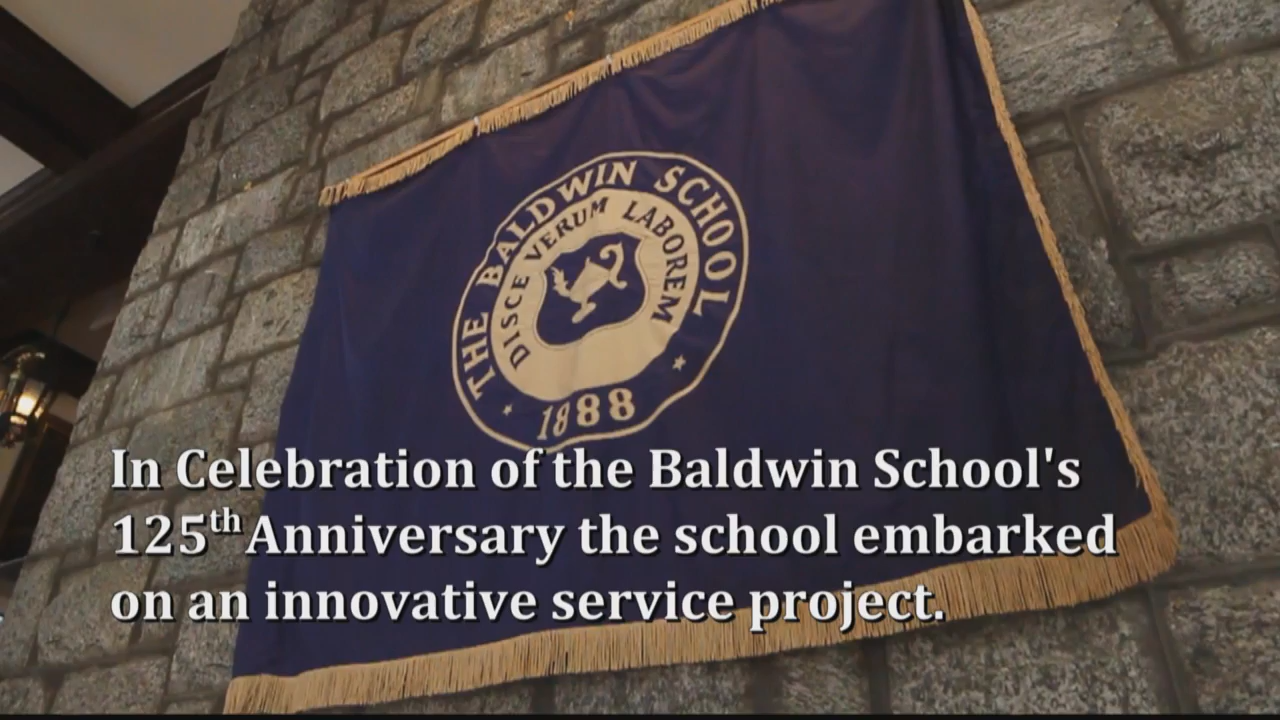 THE BALDWIN SCHOOL
DISCE VERUM LABOREM
1888
In Celebration of the Baldwin School's
125th Anniversary the school embarked
on an innovative service project.